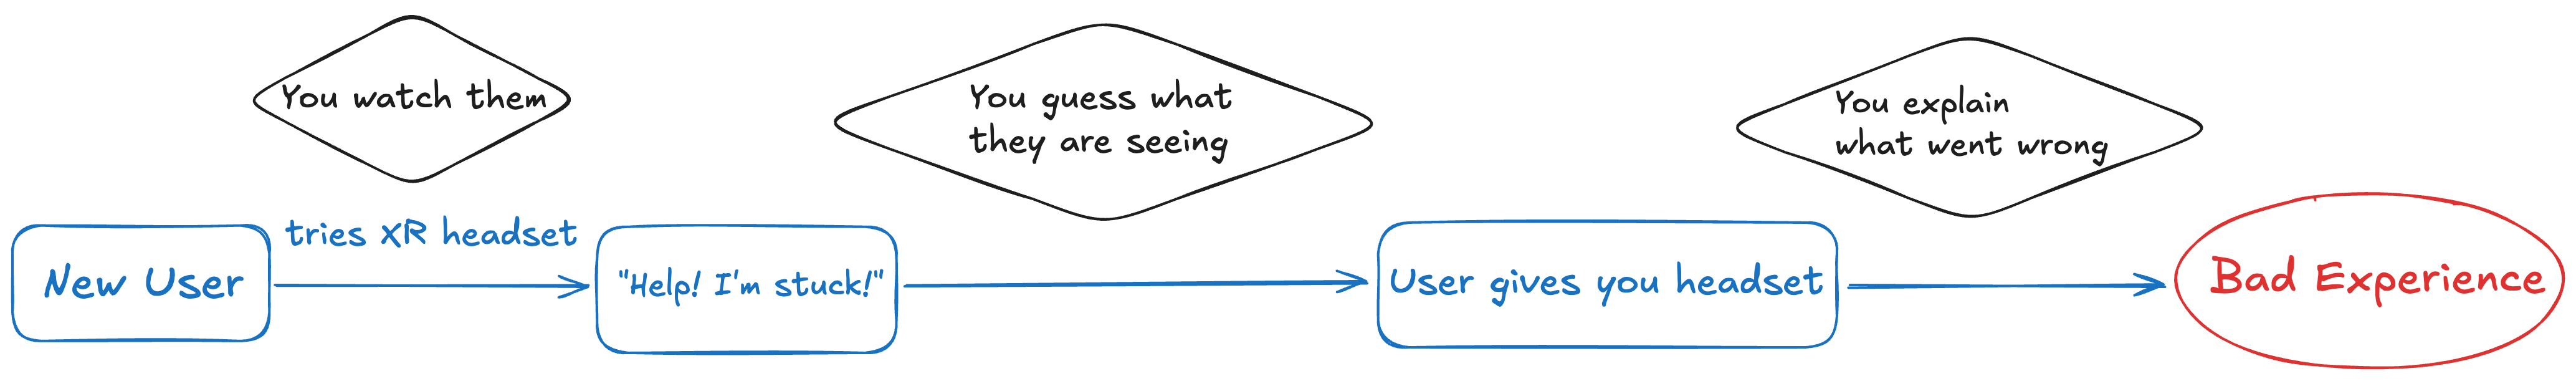 You watch them
You guess what
they are seeing
You explain
what went wrong
New User
tries XR headset
"Help! I'm stuck!"
User gives you headset
Bad Experience